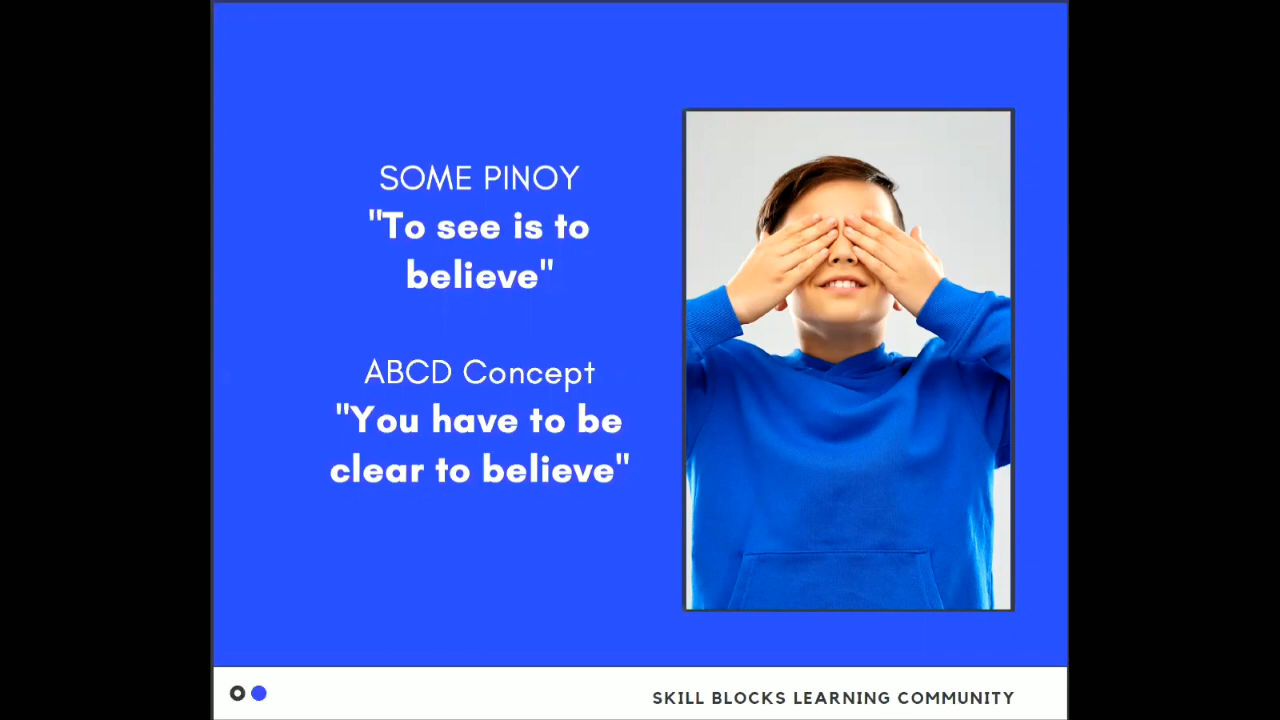 SOME PINOY
"To see is to
believe"
ABCD Concept
"You have to be
clear to believe"
SKILL BLOCKS LEARNING COMMUNITY